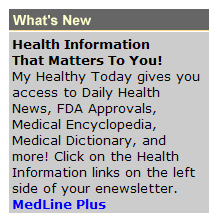 What's New
Health Information
That Matters To You!
My Healthy Today gives you
access to Daily Health
News, FDA Approvals,
Medical Encyclopedia,
Medical Dictionary, and
more! Click on the Health
Information links on the left
side of your enewsletter.
MedLine Plus